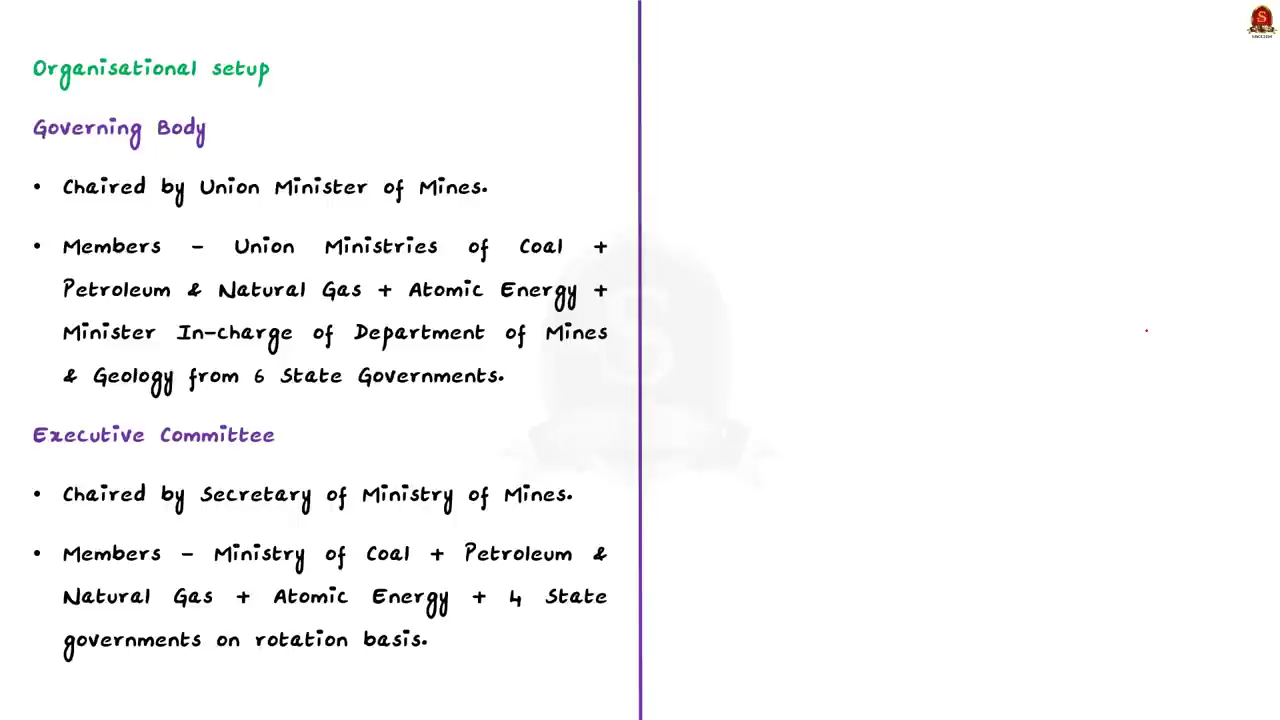 Organisational setup
Governing Body
• Chaired by Union Minister of Mines.
• Members - Union Ministries of Coal +
Petroleum & Natural Gas + Atomic Energy +
Minister In-charge of Department of Mines
& Geology from 6 State Governments.
Executive Committee
• Chaired by Secretary of Ministry of Mines.
• Members - Ministry of Coal + Petroleum &
Natural Gas + Atomic Energy + 4 State
governments on rotation basis.
S
S